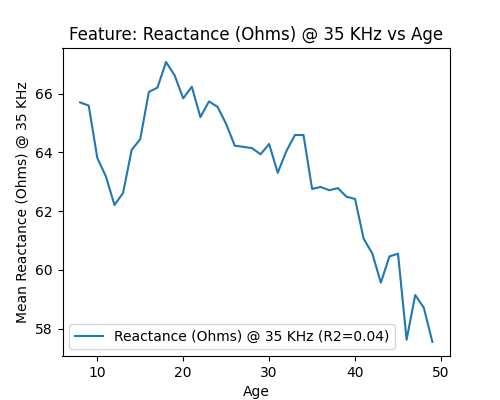 Feature: Reactance (Ohms) @ 35 KHz vs Age
Mean Reactance (Ohms) @ 35 KHz
66
64
62
60
58
Reactance (Ohms) @ 35 KHz (R2=0.04)
10
20
30
40
50
Age